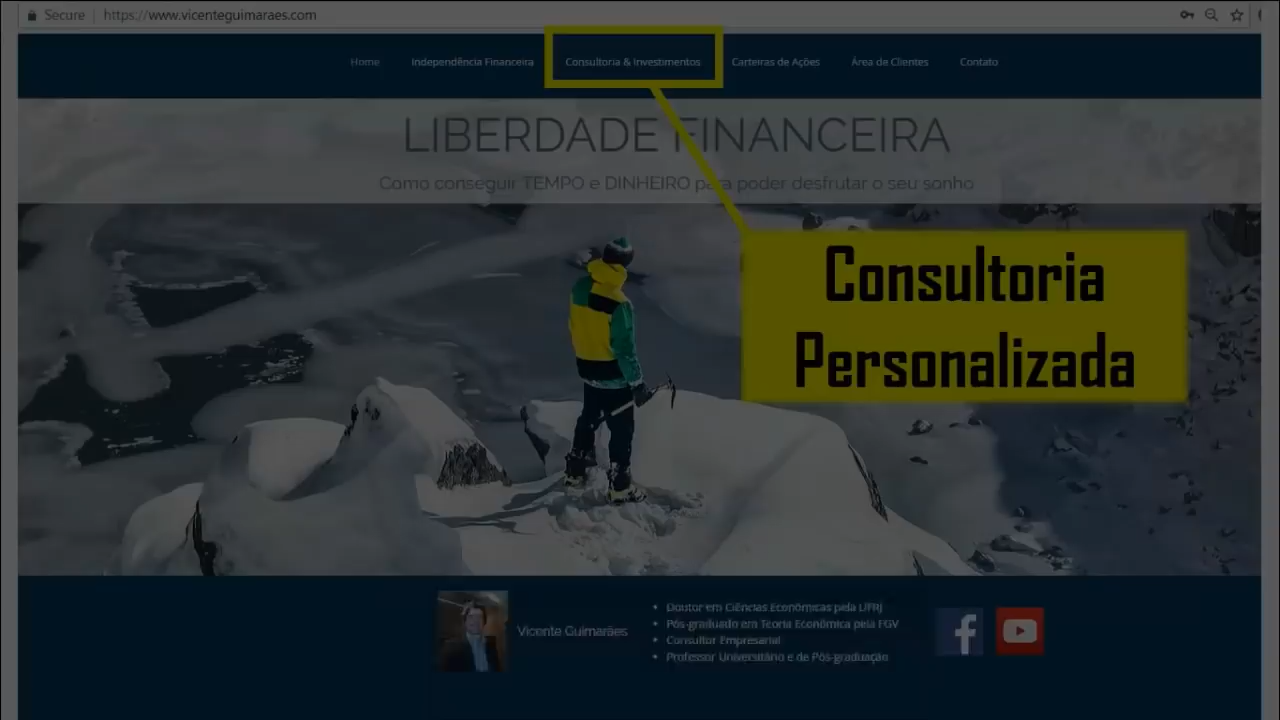 Secure
https://www.vicenteguimaraes.com
Home Independência Financeira Consultoria & Investimentos Carteiras de Ações Área de Clientes Contato
LIBERDADE FINANCEIRA
Como conseguir TEMPO e DINHEIRO para poder desfrutar o seu sonho
Consultoria
Personalizada
Vicente Guimarães
• Doutor em Ciências Econômicas pela UFRJ
• Pós-graduado em Teoria Econômica pela FGV
• Consultor Empresarial
• Professor Universitário e de Pós-graduação